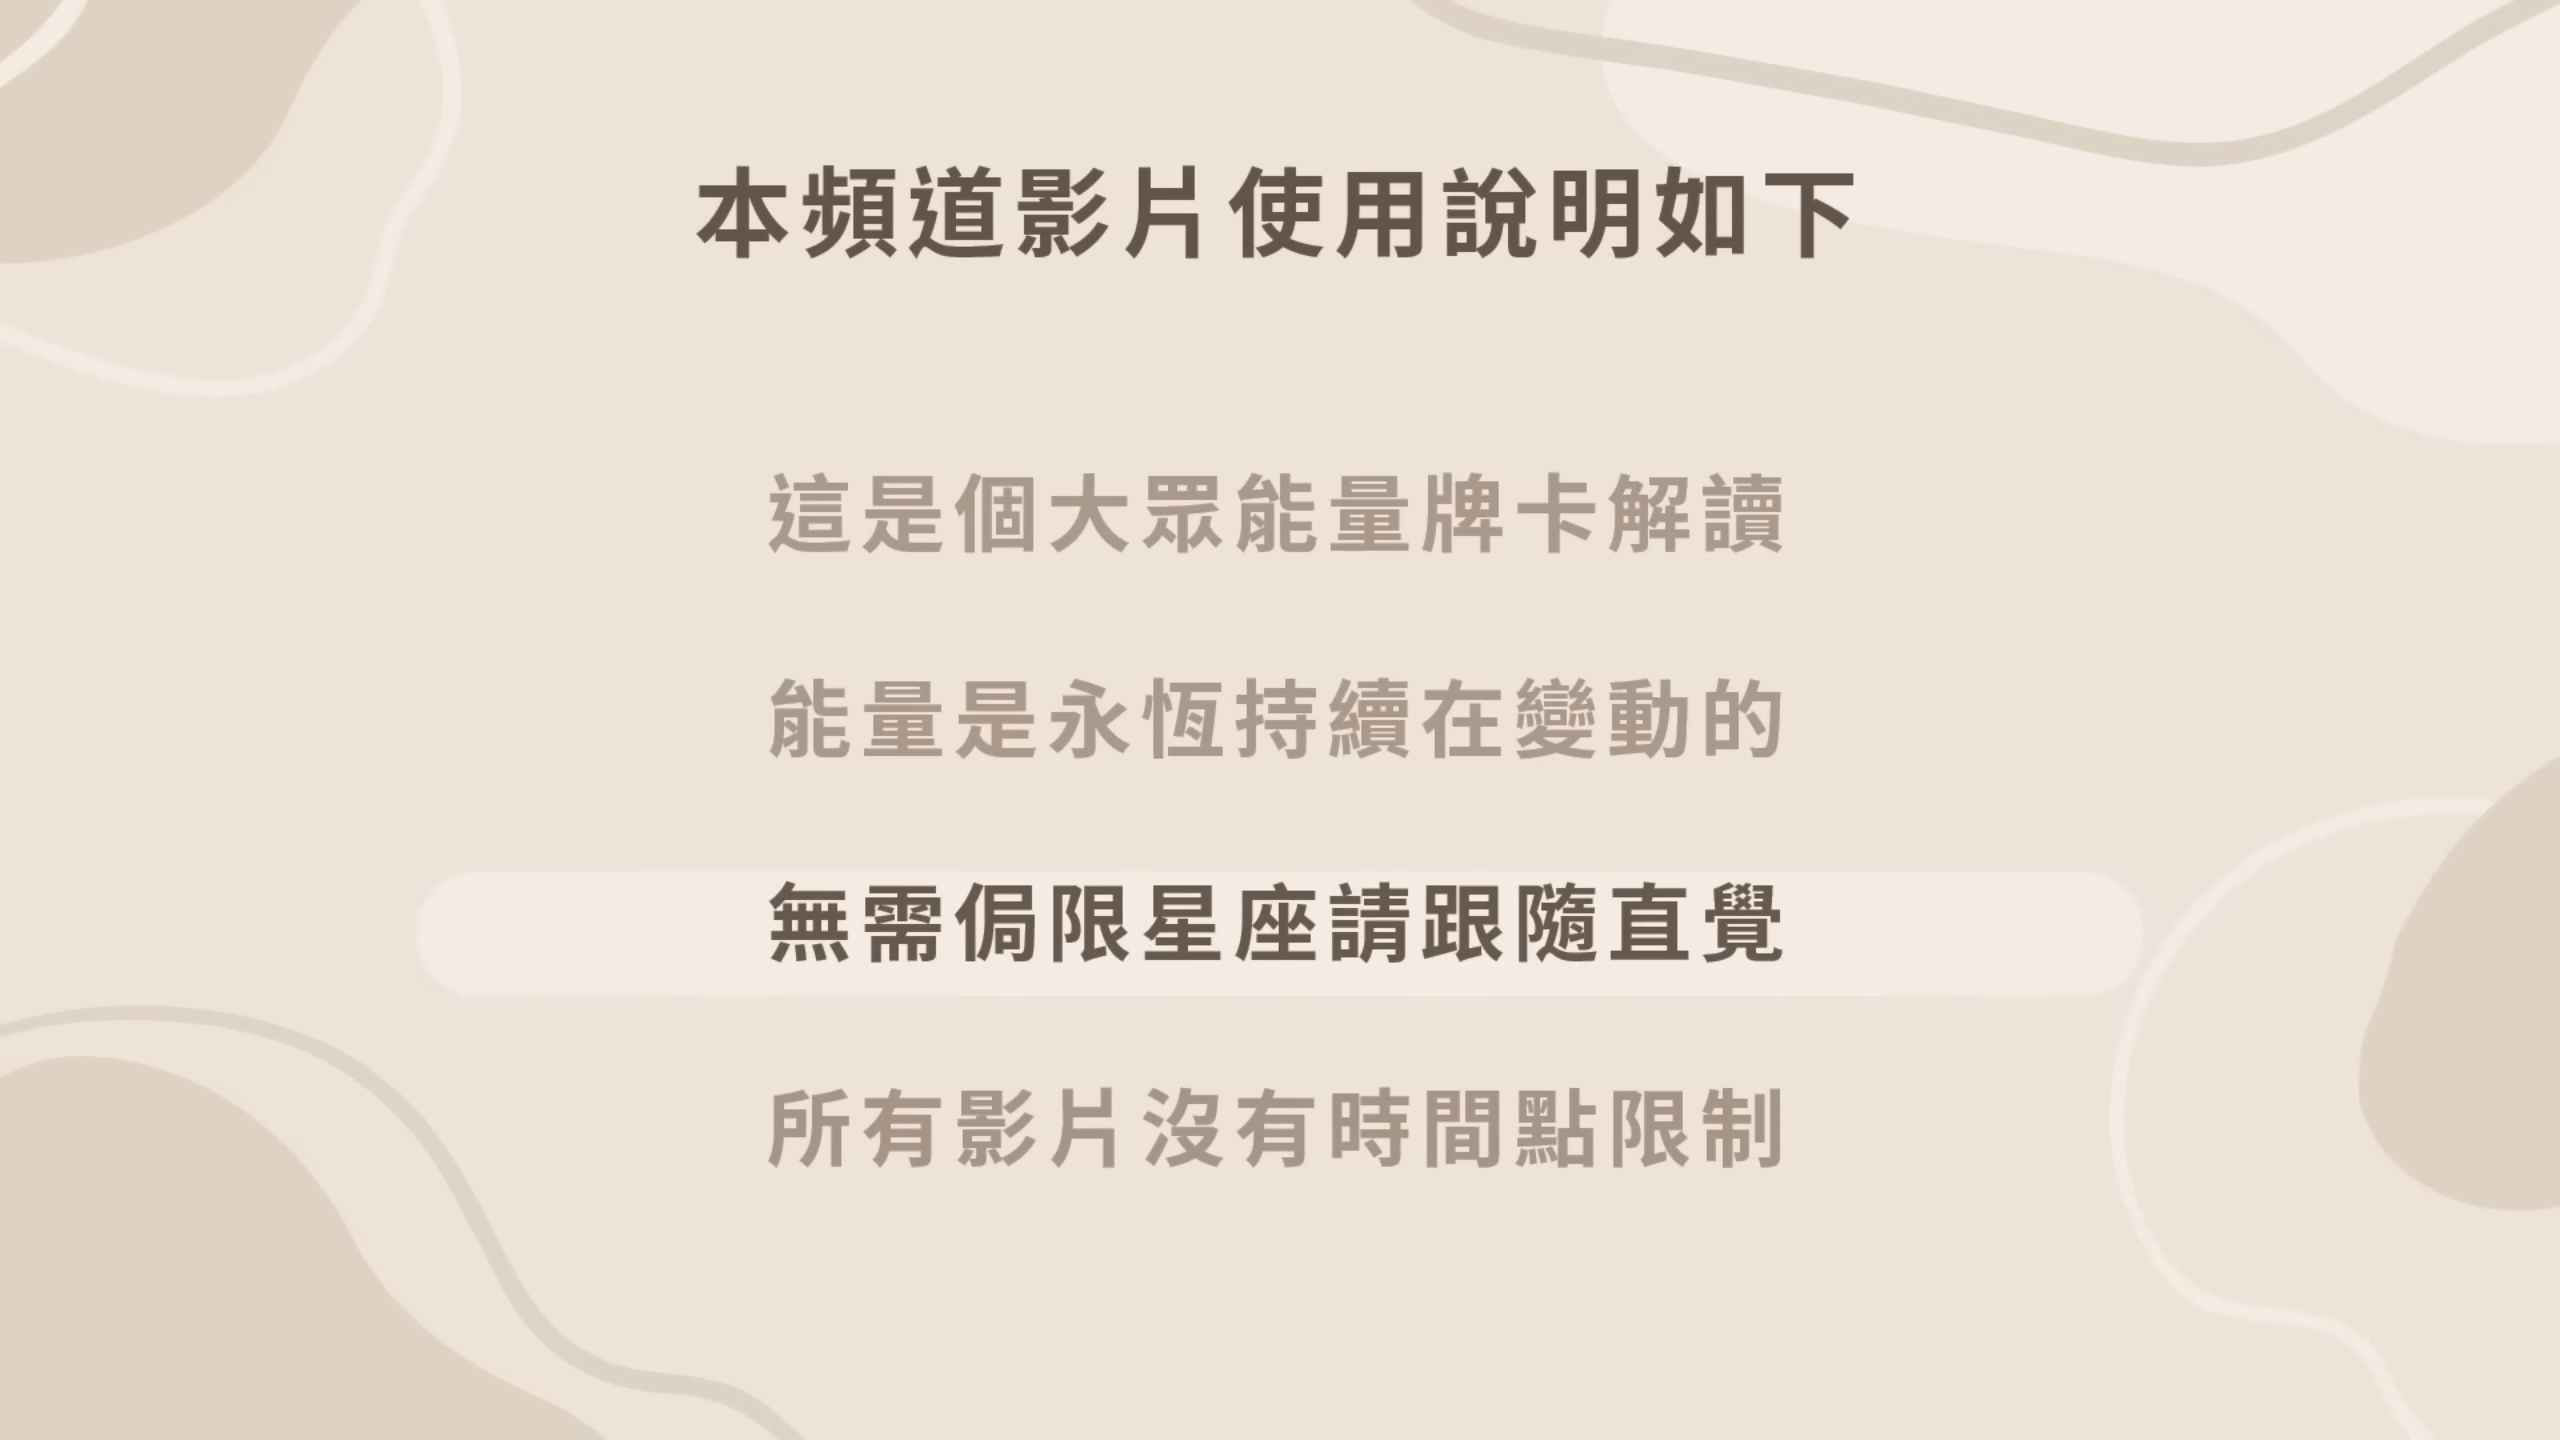 本頻道影片使用說明如下
這是個大眾能量牌卡解讀
能量是永恆持續在變動的
無需侷限星座請跟隨直覺
所有影片沒有時間點限制